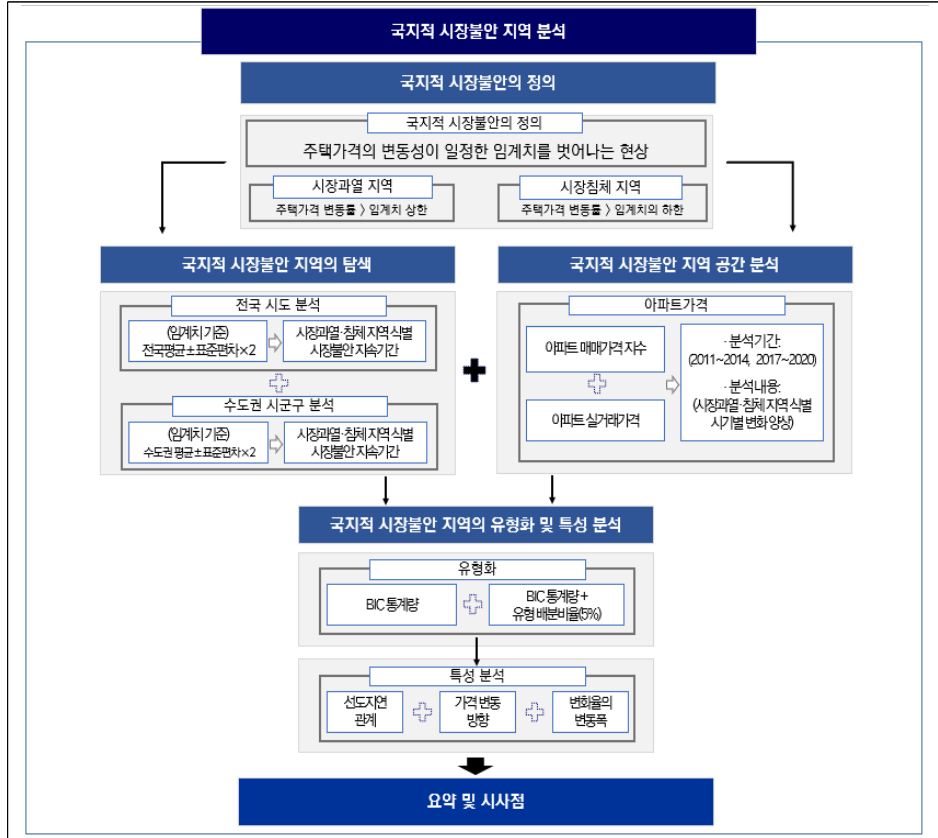 국지적 시장불안 지역 분석
국지적 시장불안의 정의
국지적 시장불안의 정의
주택가격의 변동성이 일정한 임계치를 벗어나는 현상
시장과열 지역
주택가격 변동률 > 임계치 상한
시장침체 지역
주택가격 변동률 > 임계치의 하한
국지적 시장불안 지역의 탐색
전국 시도 분석
(임계치 기준)
전국평균±표준편차×2
시장과열·침체 지역 식별
시장불안 지속기간
수도권 시군구 분석
(임계치 기준)
수도권 평균±표준편차×2
시장과열·침체 지역 식별
시장불안 지속기간
국지적 시장불안 지역 공간 분석
아파트가격
아파트 매매가격 지수
아파트 실거래가격
· 분석기간:
(2011~2014, 2017~2020)
· 분석내용:
(시장과열·침체 지역 식별
시기별 변화 양상)
국지적 시장불안 지역의 유형화 및 특성 분석
유형화
BIC 통계량
BIC 통계량 +
유형 배분비율(5%)
특성 분석
선도지연
관계
가격 변동
방향
변화율의
변동폭
요약 및 시사점